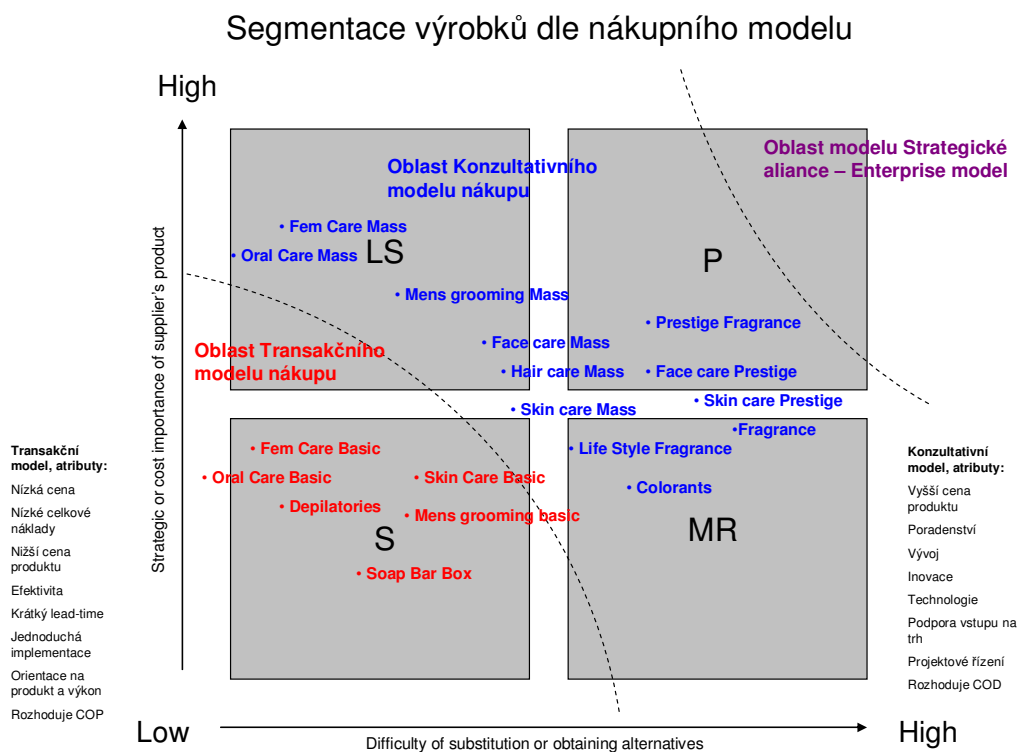 Segmentace výrobků dle nákupního modelu
High
Strategic or cost importance of supplier's product
Oblast Konzultativního
modelu nákupu
Oblast modelu Strategické
aliance – Enterprise model
• Fem Care Mass
• Oral Care Mass
LS
P
• Mens grooming Mass
• Prestige Fragrance
• Face care Mass
Oblast Transakčního
modelu nákupu
• Hair care Mass
• Face care Prestige
• Skin care Mass
• Skin care Prestige
• Fragrance
• Fem Care Basic
• Life Style Fragrance
• Oral Care Basic
• Skin Care Basic
• Colorants
• Depilatories
• Mens grooming basic
S
MR
• Soap Bar Box
Transakční
model, atributy:
Nízká cena
Nízké celkové
náklady
Nižší cena
produktu
Efektivita
Krátký lead-time
Jednoduchá
implementace
Orientace na
produkt a výkon
Rozhoduje COP
Konzultativní
model, atributy:
Vyšší cena
produktu
Poradenství
Vývoj
Inovace
Technologie
Podpora vstupu na
trh
Projektové řízení
Rozhoduje COD
Low
Difficulty of substitution or obtaining alternatives
High